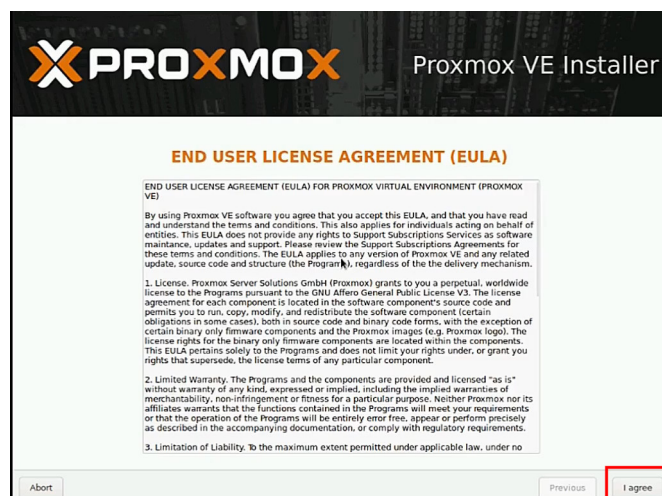 PROXMOX
Proxmox VE Installer
END USER LICENSE AGREEMENT (EULA)
END USER LICENSE AGREEMENT (EULA) FOR PROXMOX VIRTUAL ENVIRONMENT (PROXMOX
VE)
By using Proxmox VE software you agree that you accept this EULA, and that you have read
and understand the terms and conditions. This also applies for individuals acting on behalf of
entities. This EULA does not provide any rights to Support Subscriptions Services as software
maintance, updates and support. Please review the Support Subscriptions Agreements for
these terms and conditions. The EULA applies to any version of Proxmox VE and any related
update, source code and structure (the Programs), regardless of the the delivery mechanism.
1. License. Proxmox Server Solutions GmbH (Proxmox) grants to you a perpetual, worldwide
license to the Programs pursuant to the GNU Affero General Public License V3. The license
agreement for each component is located in the software component's source code and
permits you to run, copy, modify, and redistribute the software component (certain
obligations in some cases), both in source code and binary code forms, with the exception of
certain binary only firmware components and the Proxmox images (e.g. Proxmox logo). The
license rights for the binary only firmware components are located within the components.
This EULA pertains solely to the Programs and does not limit your rights under, or grant you
rights that supersede, the license terms of any particular component.
2. Limited Warranty. The Programs and the components are provided and licensed "as is"
without warranty of any kind, expressed or implied, including the implied warranties of
merchantability, non-infringement or fitness for a particular purpose. Neither Proxmox nor its
affiliates warrants that the functions contained in the Programs will meet your requirements
or that the operation of the Programs will be entirely error free, appear or perform precisely
as described in the accompanying documentation, or comply with regulatory requirements.
3. Limitation of Liability. To the maximum extent permitted under applicable law, under no
Abort
Previous
I agree